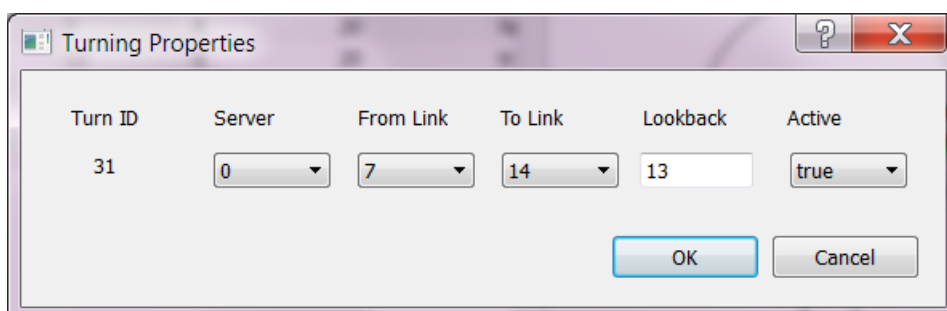 Turning Properties
Turn ID Server From Link To Link Lookback Active
31 0 7 14 13 true
OK Cancel